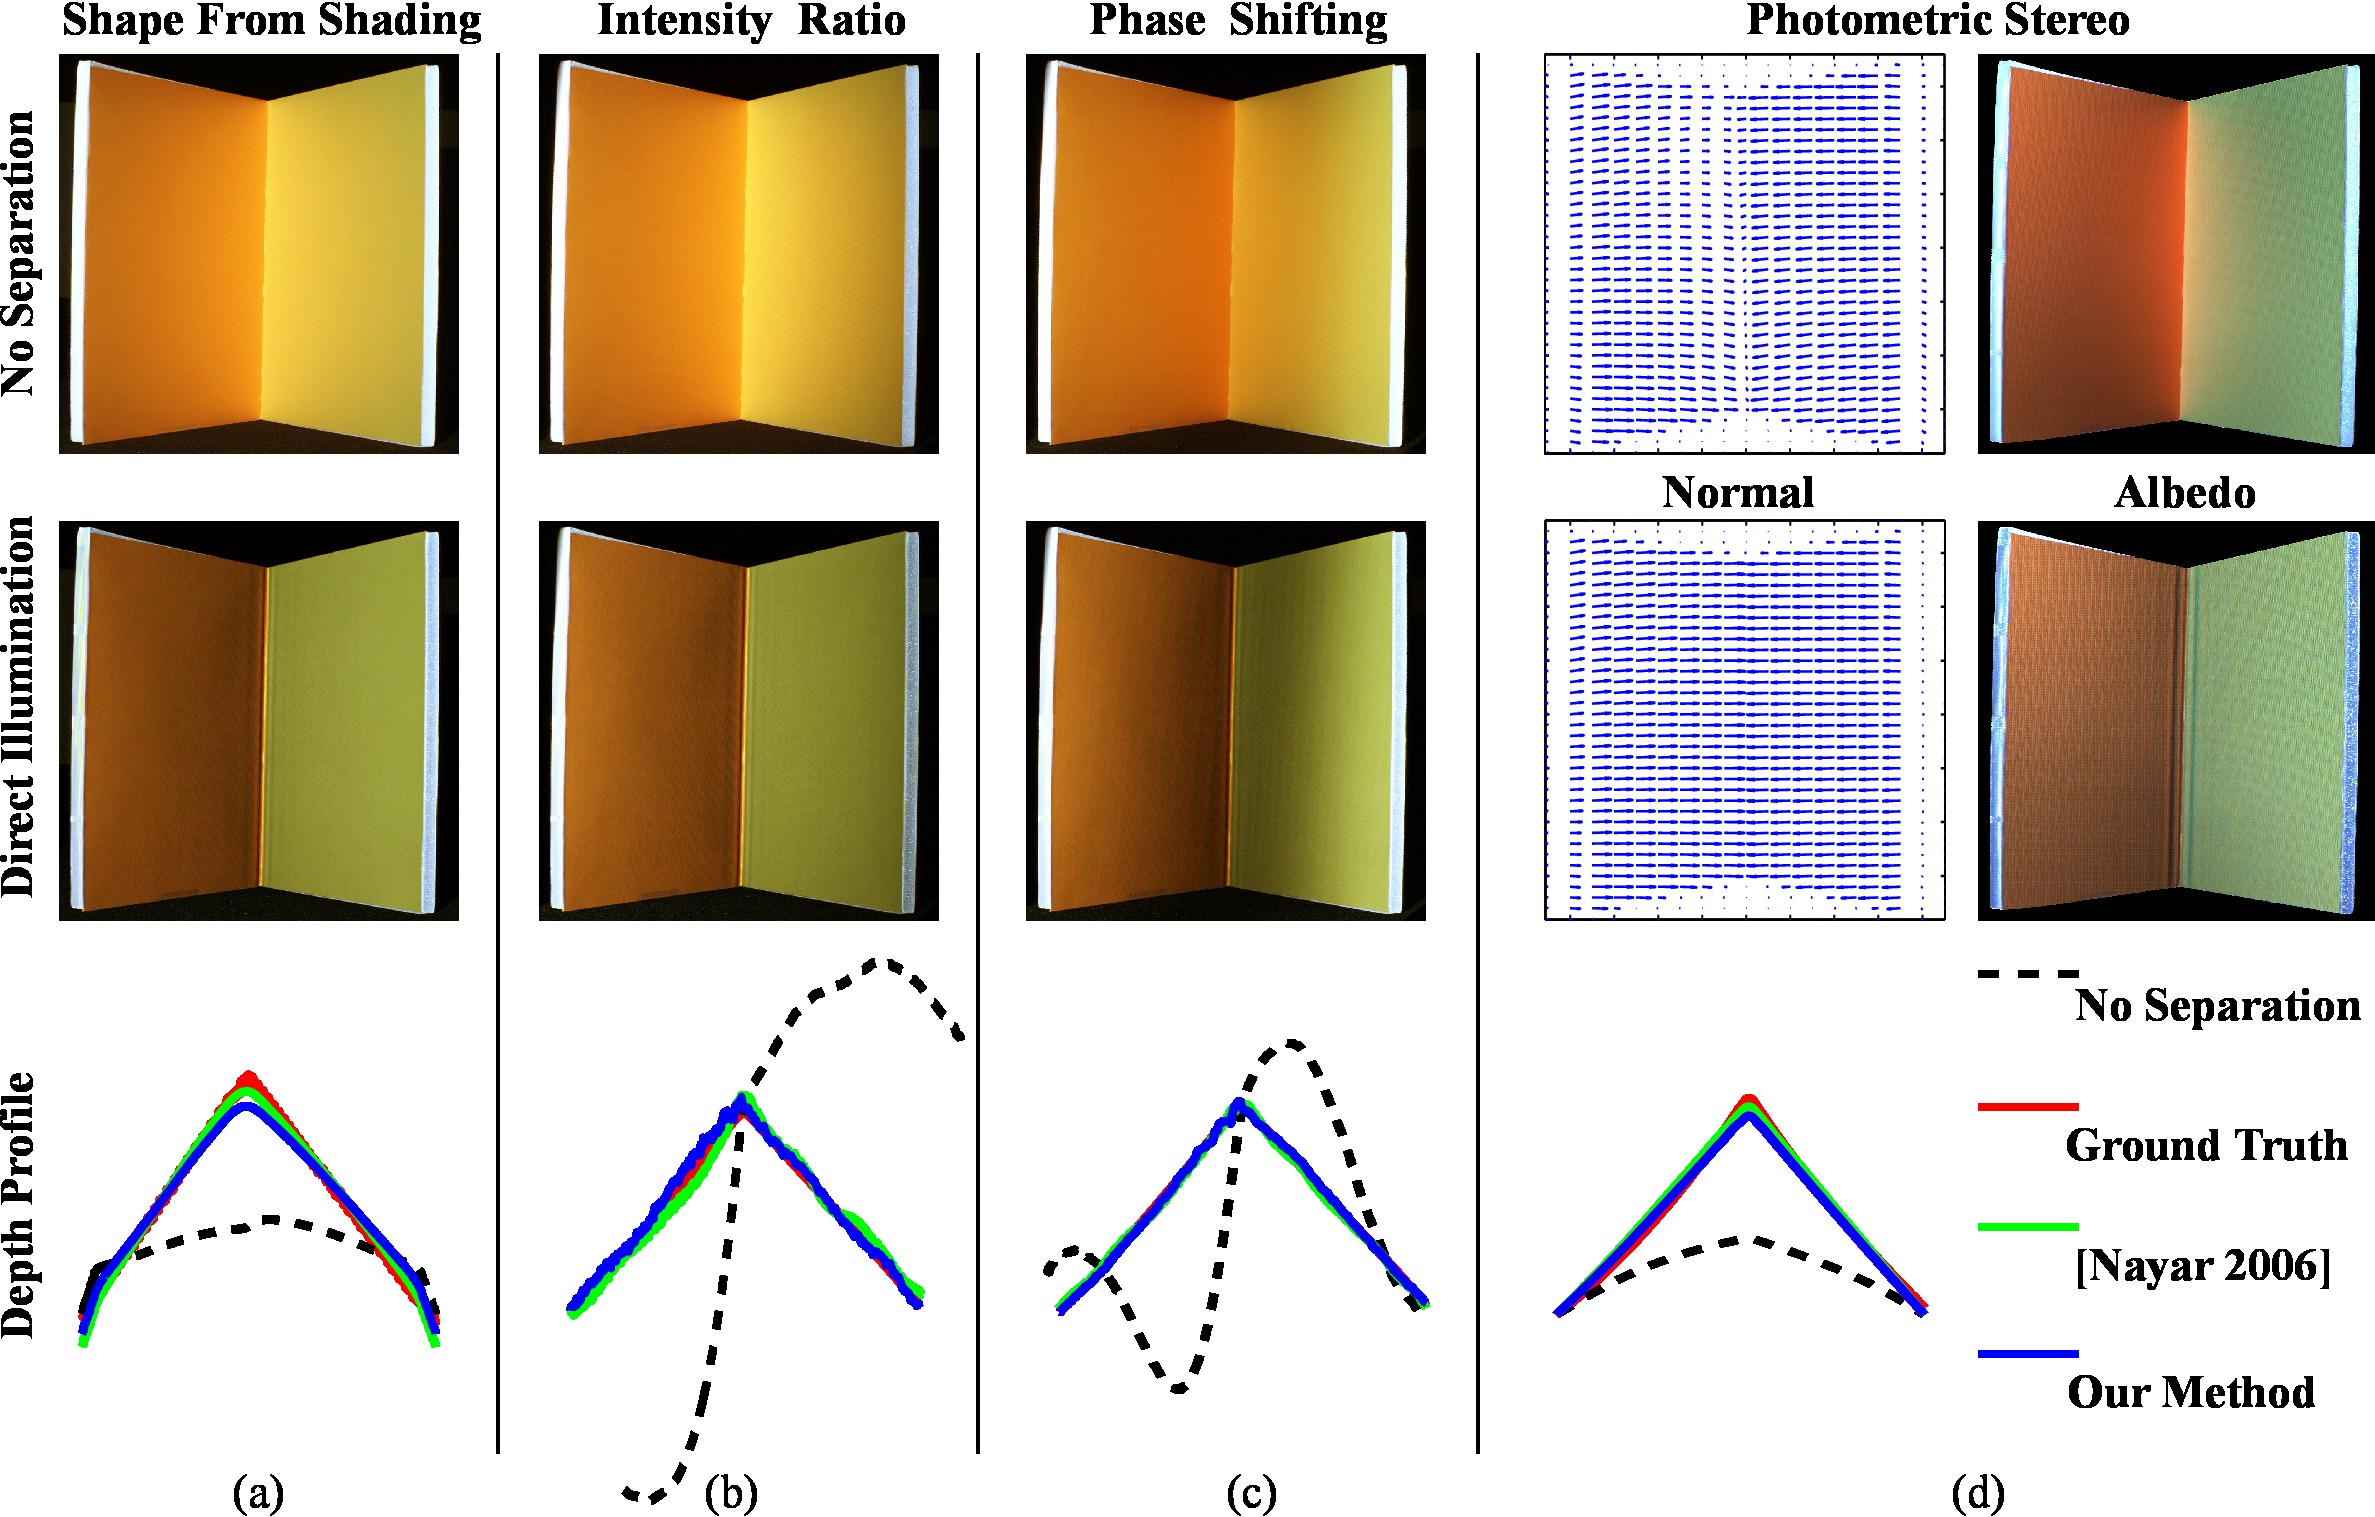 Shape From Shading
Intensity Ratio
Phase Shifting
Photometric Stereo
No Separation
Normal
Albedo
Direct Illumination
Depth Profile
No Separation
Ground Truth
[Nayar 2006]
Our Method
(a)
(b)
(c)
(d)